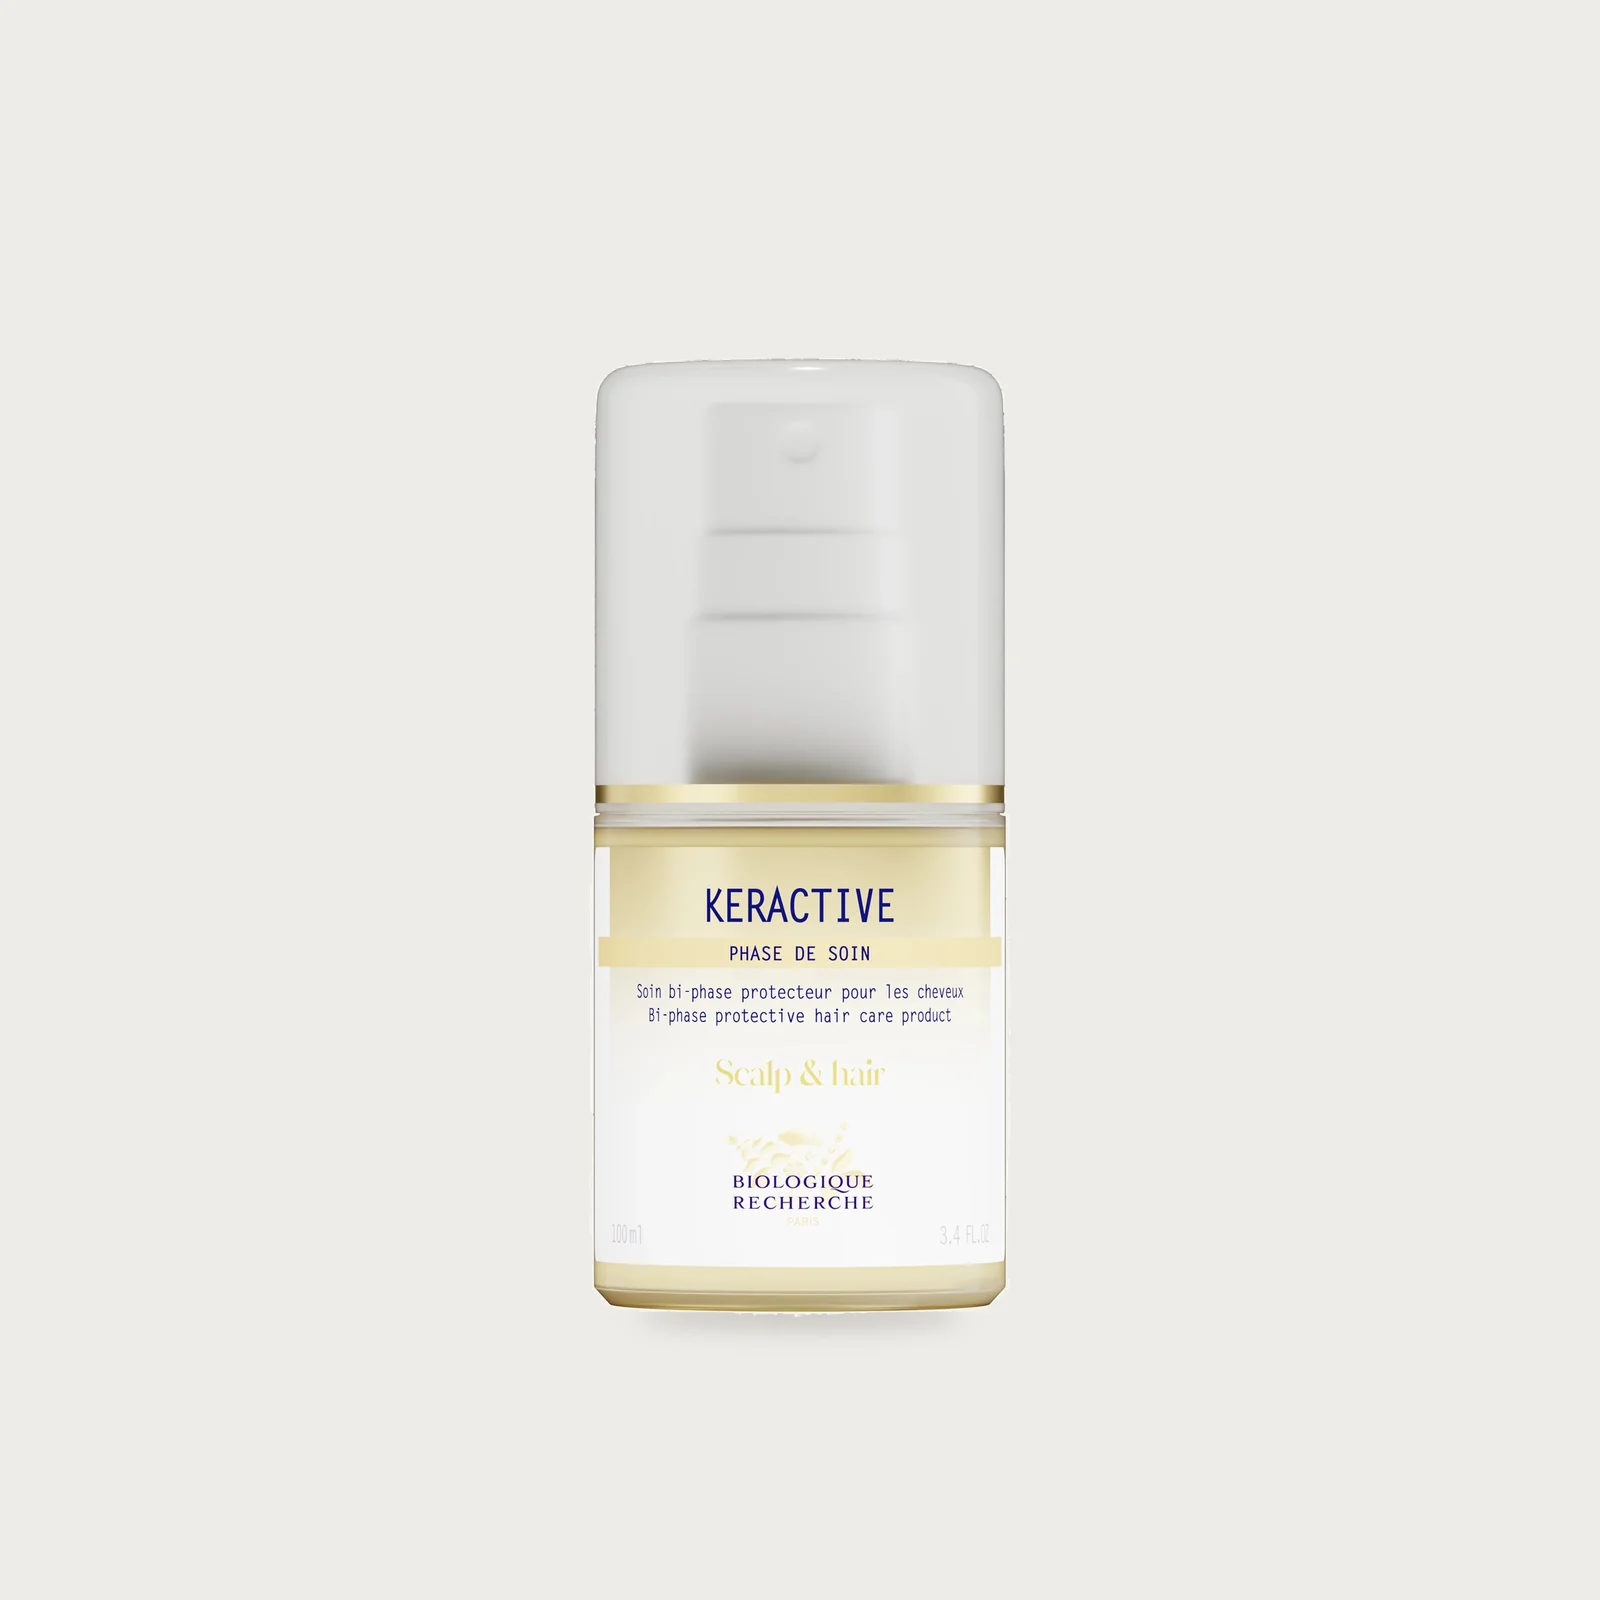 KERACTIVE
PHASE DE SOIN
Soin bi-phase protecteur pour les cheveux
Bi-phase protective hair care product
Scalp & hair
BIOLOGIQUE
RECHERCHE
PARIS
100ml
3.4 FL.OZ